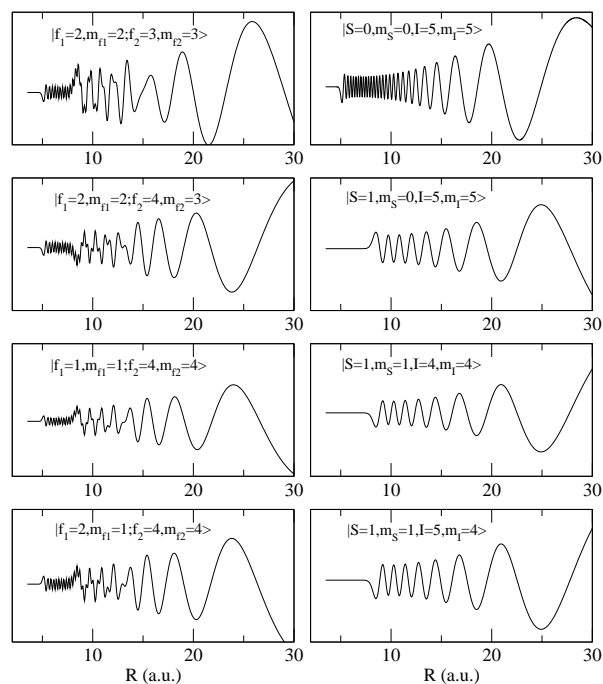 |f1=2,mf1=2;f2=3,mf2=3> |S=0,mS=0,I=5,mI=5>
10 20 30 10 20 30
|f1=2,mf1=2;f2=4,mf2=3> |S=1,mS=0,I=5,mI=5>
10 20 30 10 20 30
|f1=1,mf1=1;f2=4,mf2=4> |S=1,mS=1,I=4,mI=4>
10 20 30 10 20 30
|f1=2,mf1=1;f2=4,mf2=4> |S=1,mS=1,I=5,mI=4>
10 20 30 10 20 30
R (a.u.) R (a.u.)